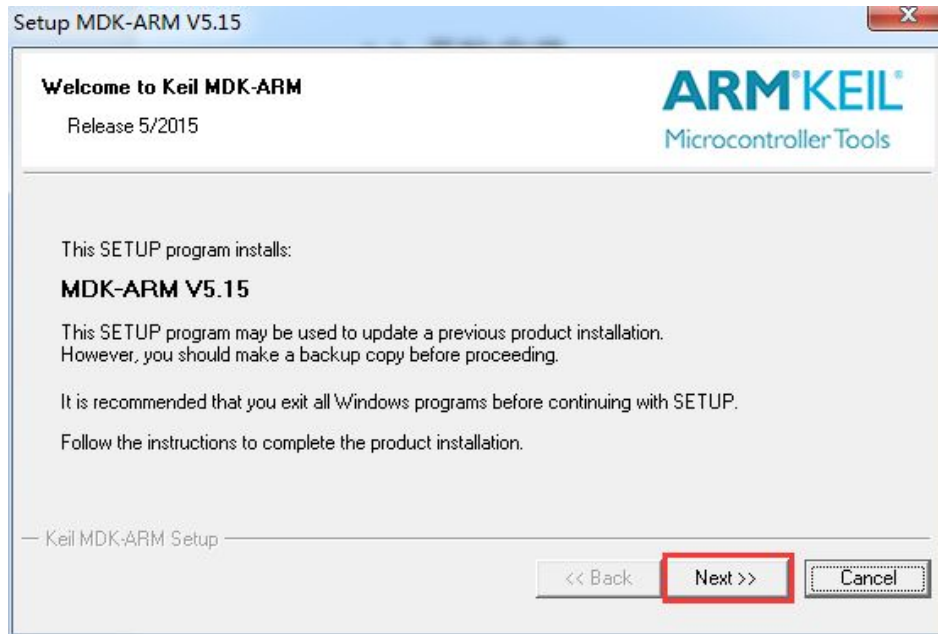 Setup MDK-ARM V5.15
X
Welcome to Keil MDK-ARM
Release 5/2015
ARM®KEIL®
Microcontroller Tools
This SETUP program installs:
MDK-ARM V5.15
This SETUP program may be used to update a previous product installation.
However, you should make a backup copy before proceeding.
It is recommended that you exit all Windows programs before continuing with SETUP.
Follow the instructions to complete the product installation.
Keil MDK-ARM Setup
<< Back
Next >>
Cancel